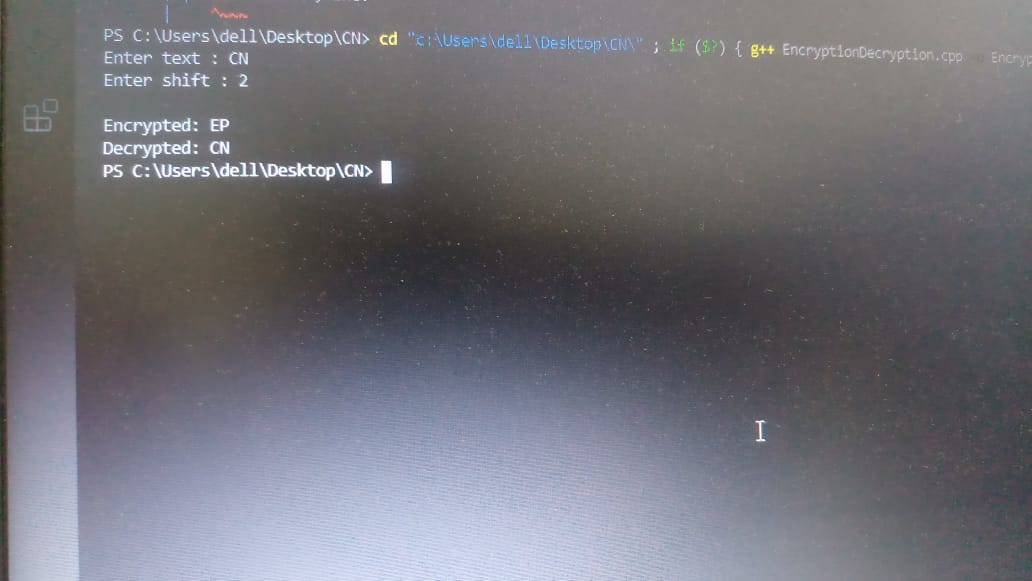 PS C:\Users\dell\Desktop\CN> cd "c:\Users\dell\Desktop\CN\" ; if ($?) { g++ EncryptionDecryption.cpp -o Encryp
Enter text : CN
Enter shift : 2
Encrypted: EP
Decrypted: CN
PS C:\Users\dell\Desktop\CN>